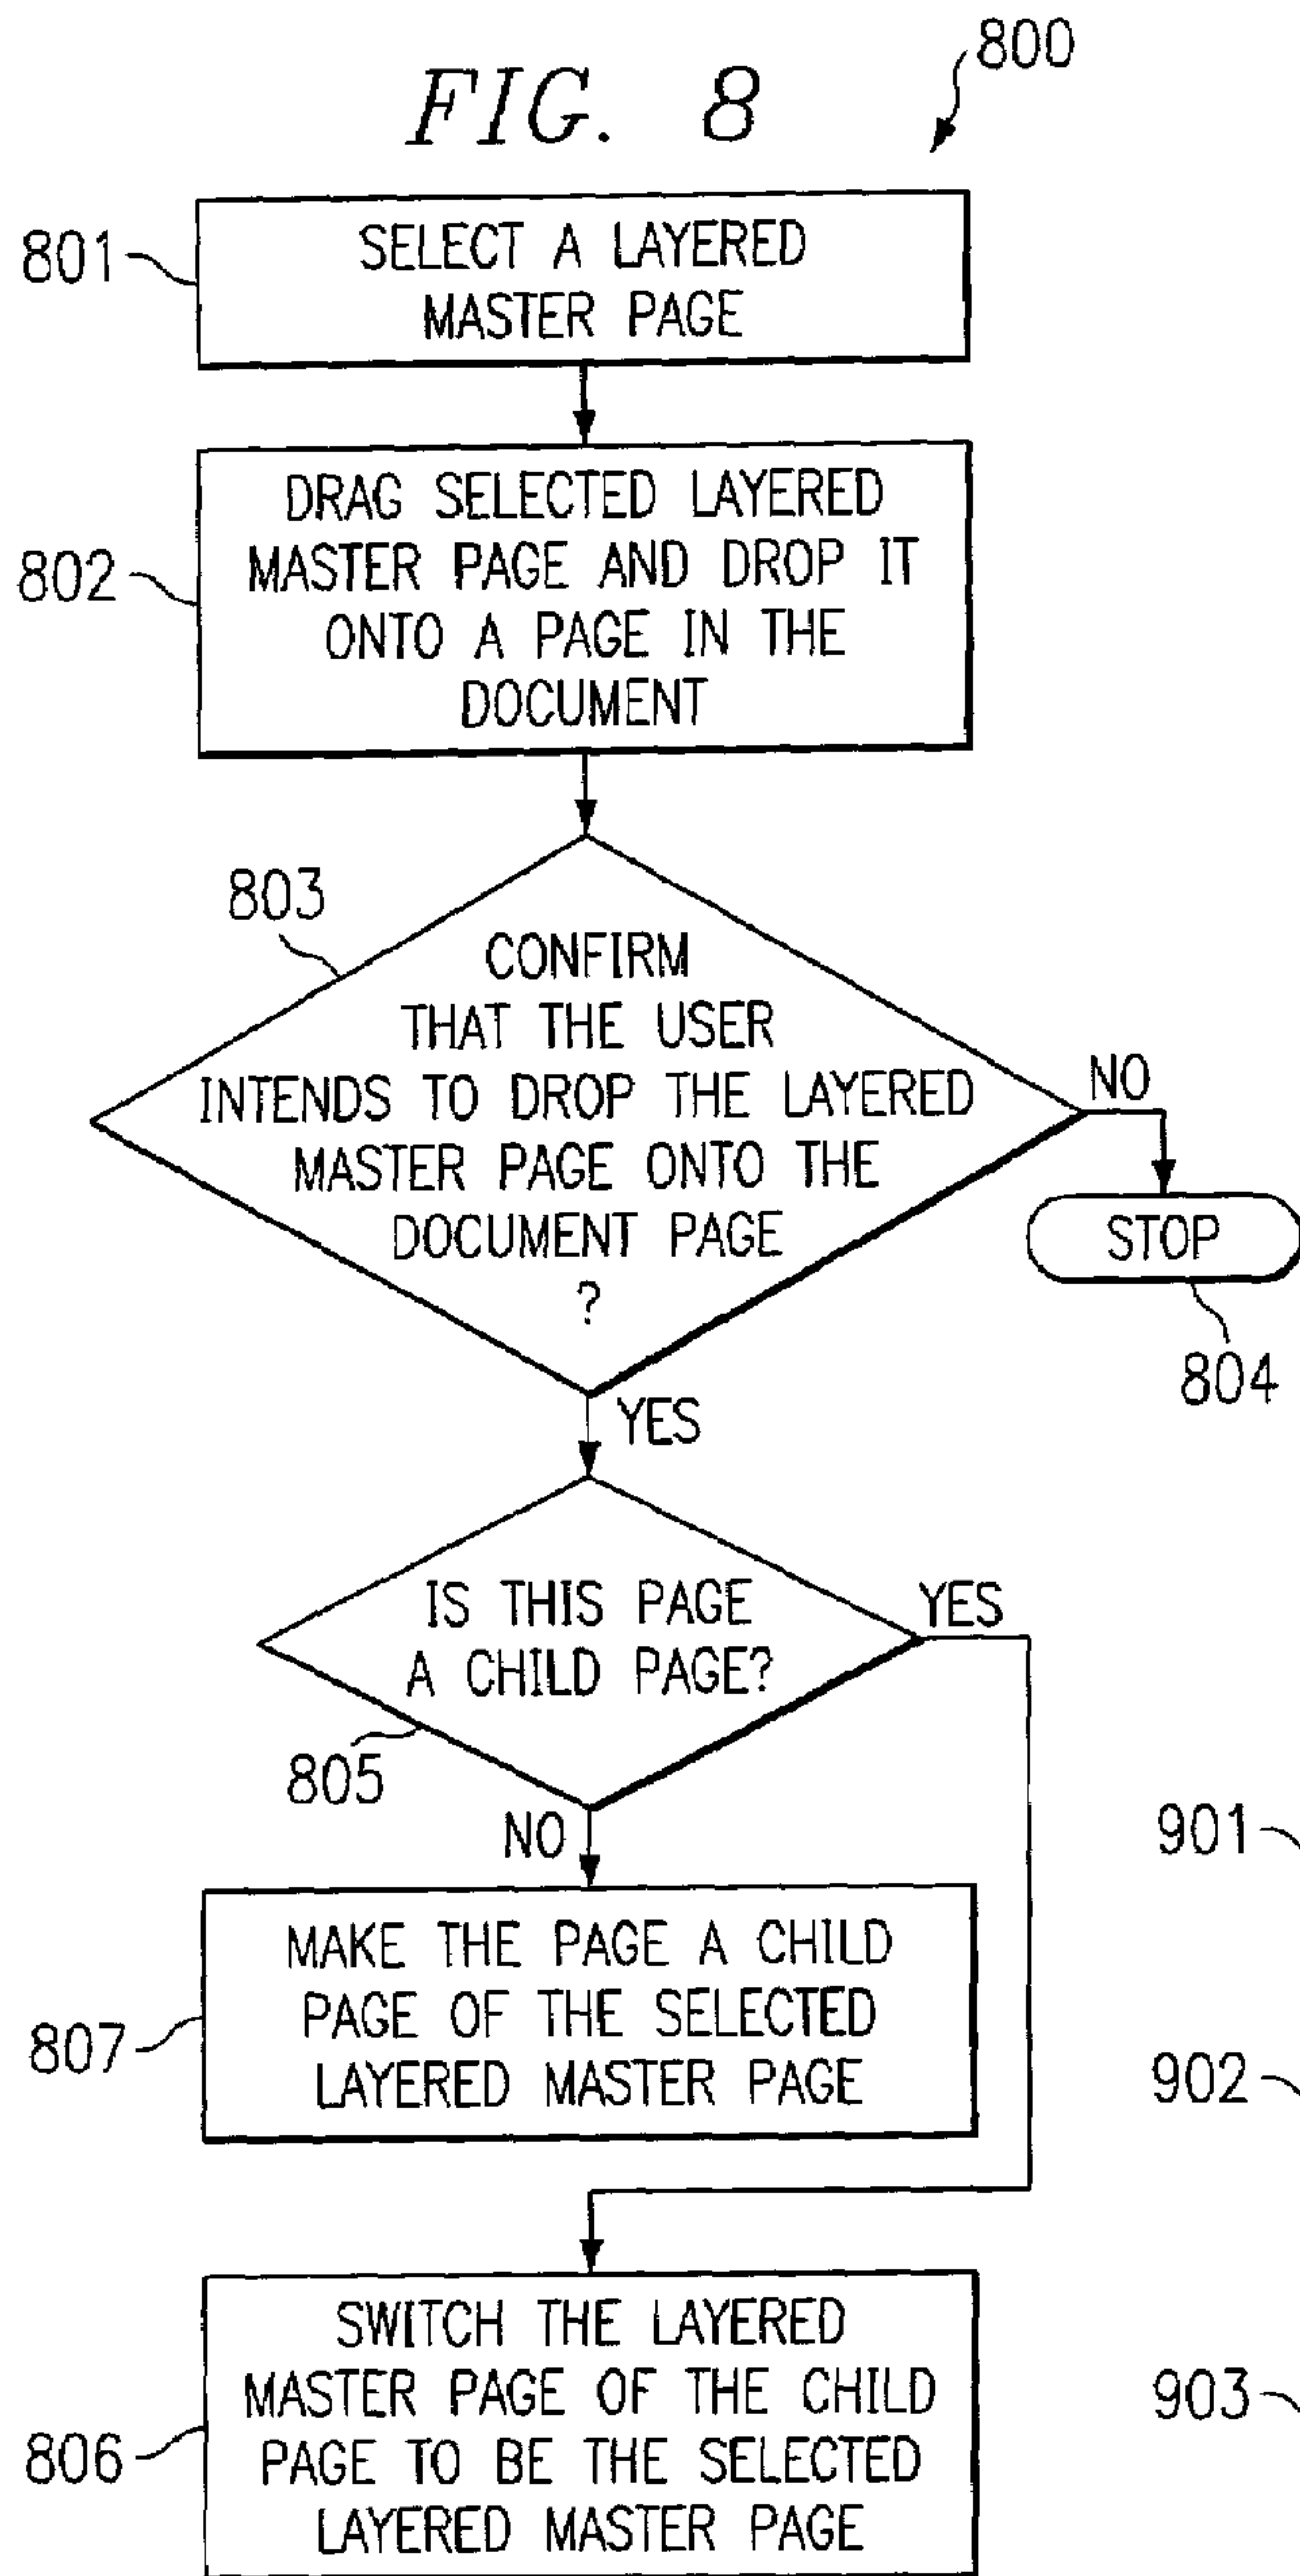 FIG. 8
800
801
SELECT A LAYERED
MASTER PAGE
802
DRAG SELECTED LAYERED
MASTER PAGE AND DROP IT
ONTO A PAGE IN THE
DOCUMENT
803
CONFIRM
THAT THE USER
INTENDS TO DROP THE LAYERED
MASTER PAGE ONTO THE
DOCUMENT PAGE
?
NO
STOP
804
YES
IS THIS PAGE
A CHILD PAGE?
YES
805
NO
MAKE THE PAGE A CHILD
PAGE OF THE SELECTED
LAYERED MASTER PAGE
807
SWITCH THE LAYERED
MASTER PAGE OF THE CHILD
PAGE TO BE THE SELECTED
LAYERED MASTER PAGE
806
901
902
903